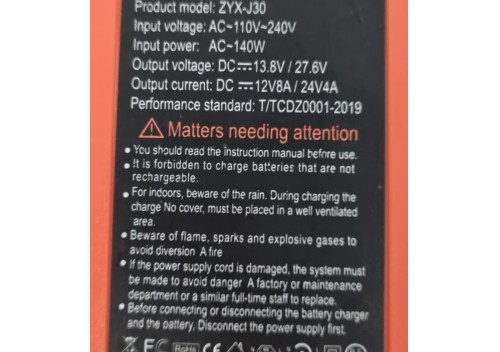 Product model: ZYX-J30
Input voltage: AC~110V~240V
Input power: AC~140W
Output voltage: DC⎓13.8V / 27.6V
Output current: DC ⎓12V8A / 24V4A
Performance standard: T/TCDZ0001-2019
⚠ Matters needing attention
• You should read the instruction manual before use.
• It is forbidden to charge batteries that are not
rechargeable.
• For indoors, beware of the rain. During charging the
charge No cover, must be placed in a well ventilated
area.
• Beware of flame, sparks and explosive gases to
avoid diversion A fire
• If the power supply cord is damaged, the system must
be made to avoid danger A factory or maintenance
department or a similar full-time staff to replace.
• Before connecting or disconnecting the battery charger
and the battery, Disconnect the power supply first.
FC RoHS CE